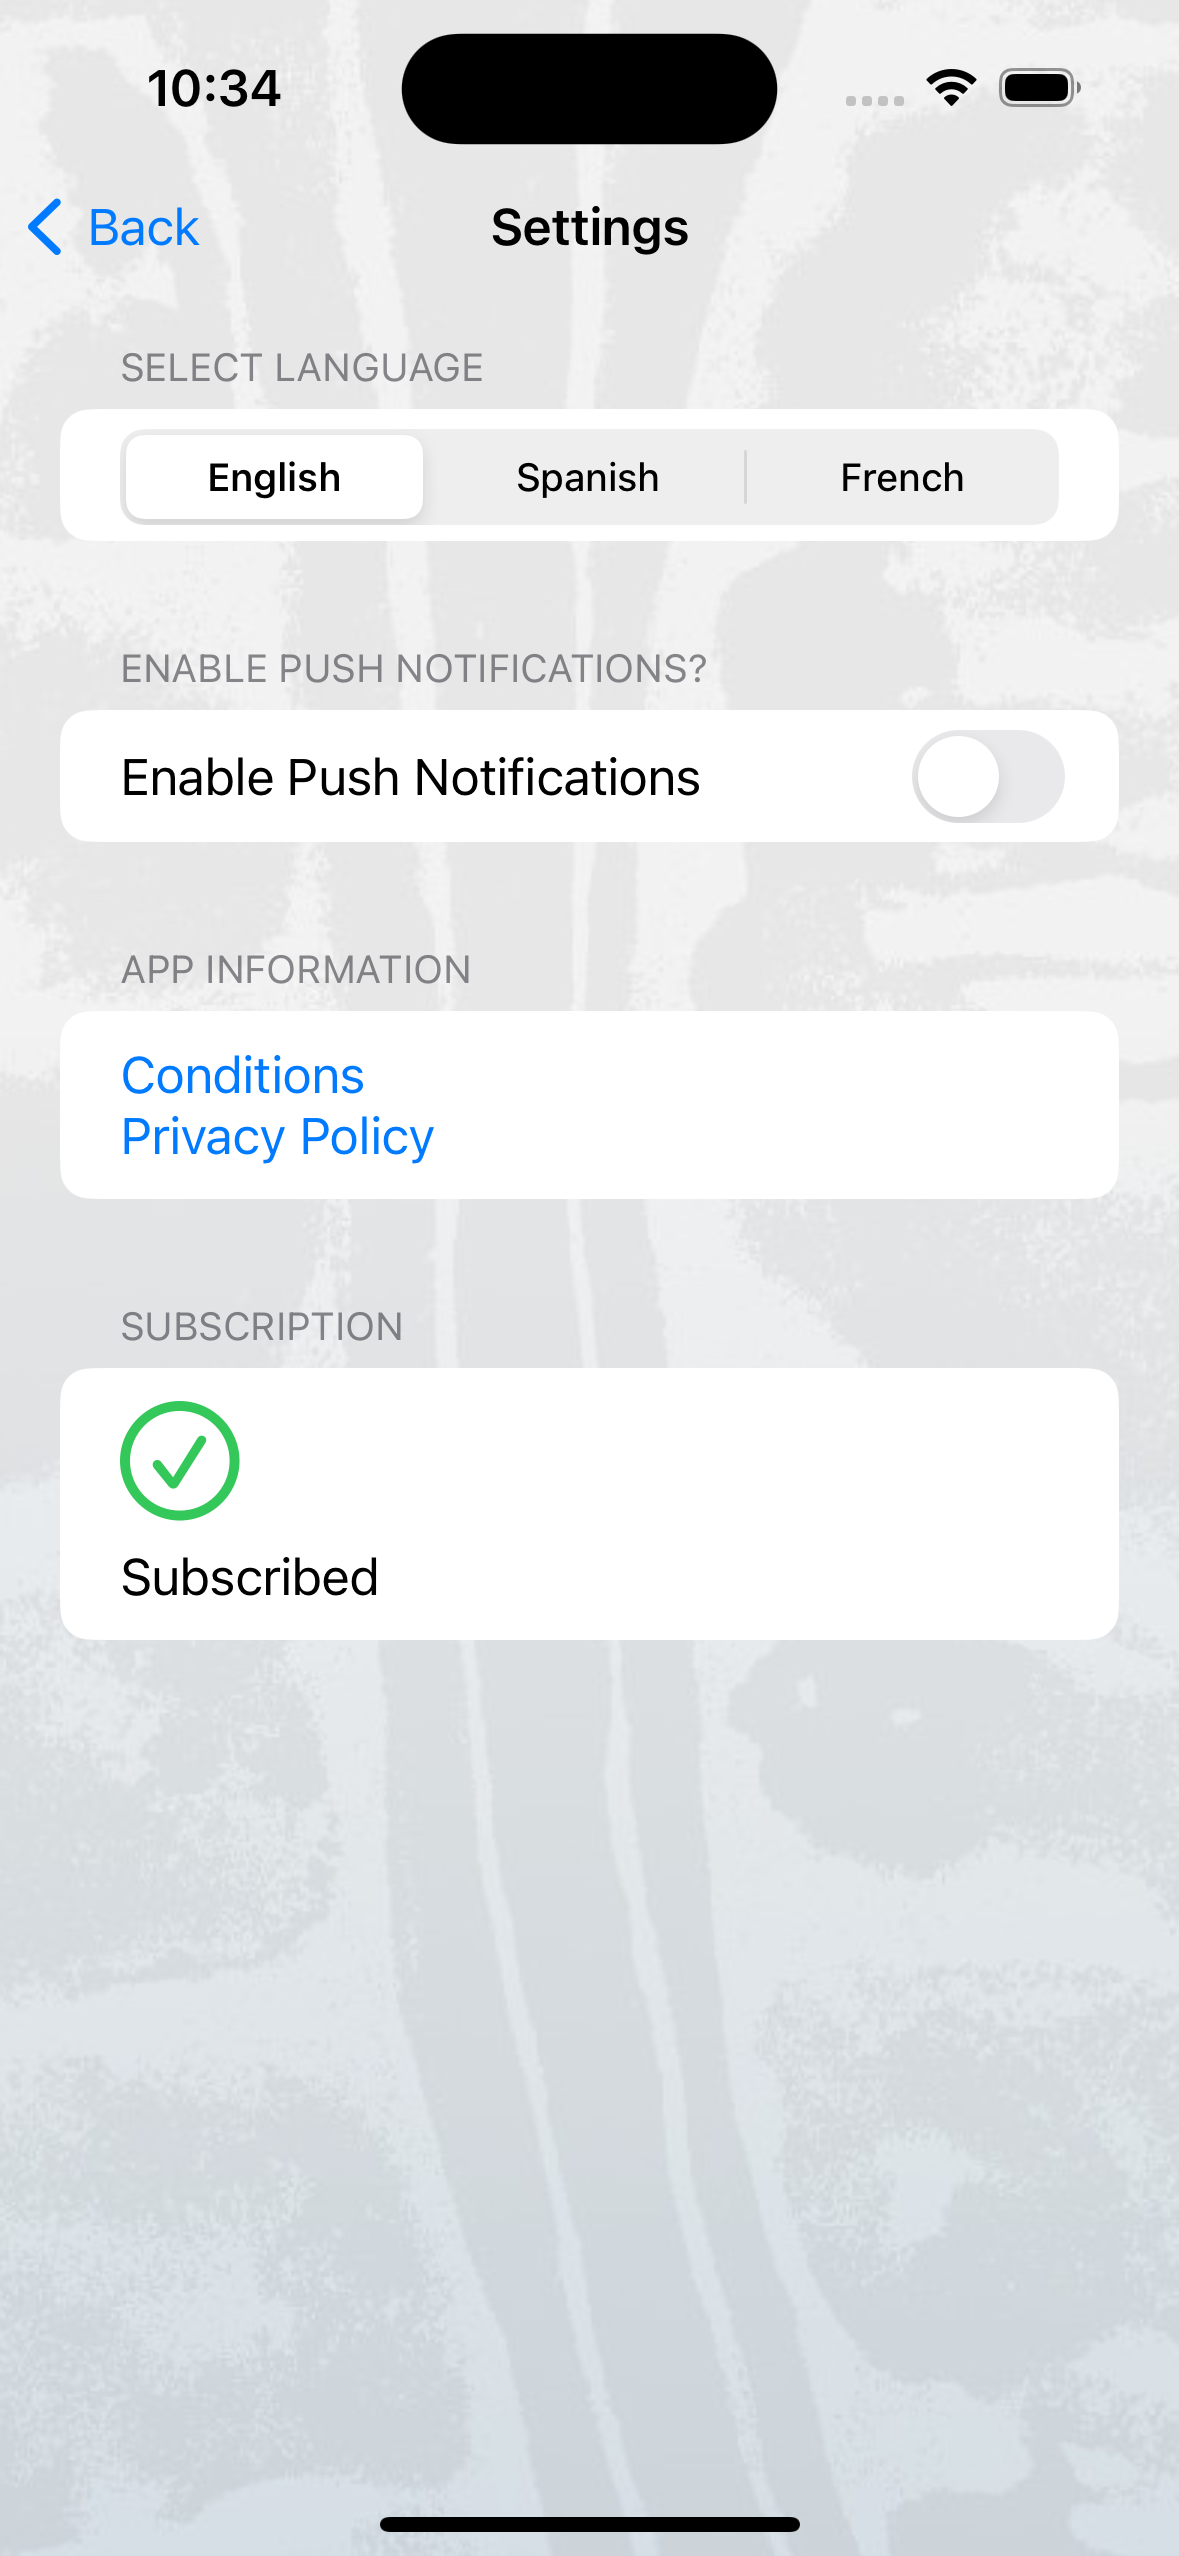 10:34
Back
Settings
SELECT LANGUAGE
English Spanish French
ENABLE PUSH NOTIFICATIONS?
Enable Push Notifications
APP INFORMATION
Conditions
Privacy Policy
SUBSCRIPTION
Subscribed